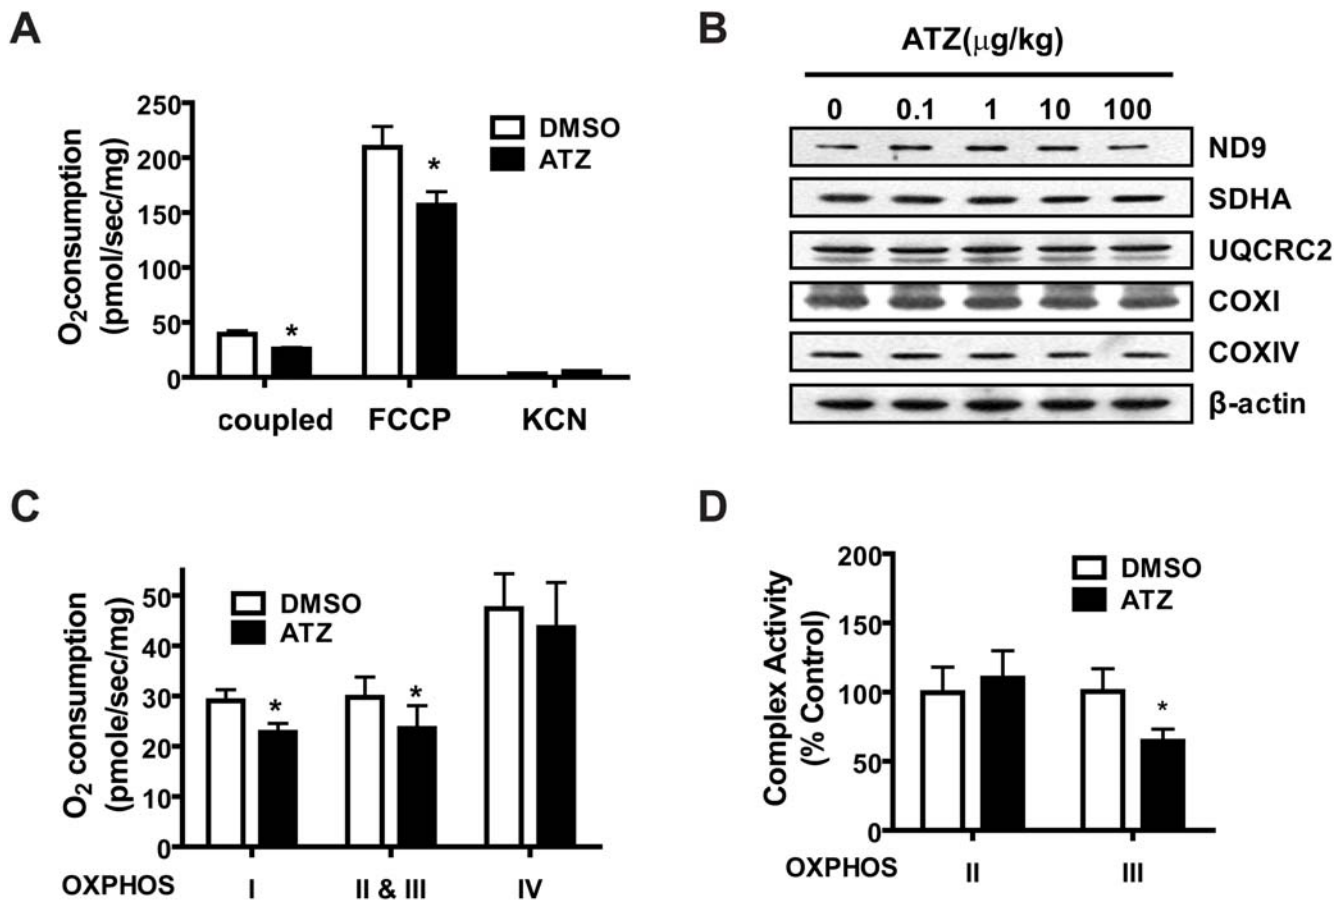 A
O2consumption
(pmol/sec/mg)
250
200
150
100
50
0
DMSO
ATZ
*
*
coupled FCCP KCN
B
ATZ(μg/kg)
0 0.1 1 10 100
ND9
SDHA
UQCRC2
COXI
COXIV
β-actin
C
O2 consumption
(pmole/sec/mg)
50
40
30
20
10
0
DMSO
ATZ
*
*
OXPHOS I II & III IV
D
Complex Activity
(% Control)
200
150
100
50
0
DMSO
ATZ
*
OXPHOS II III